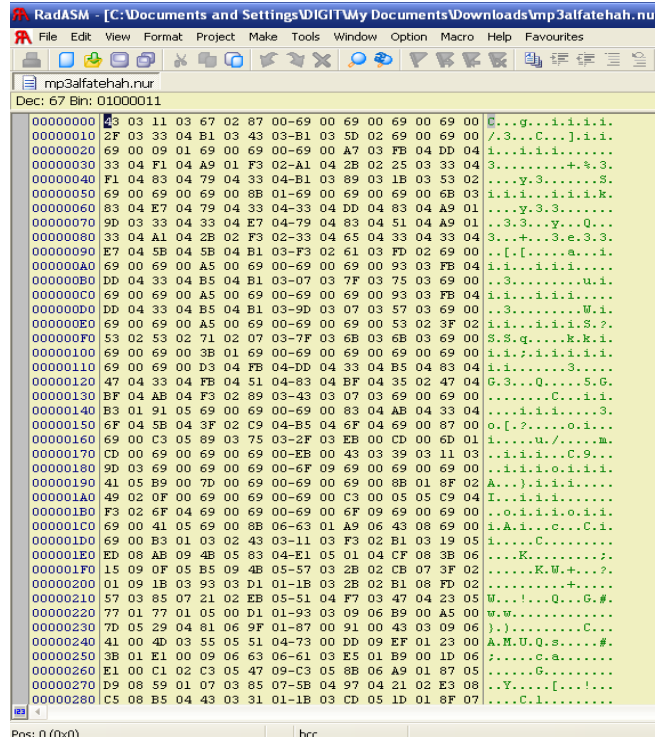 RadASM - [C:\Documents and Settings\DIGIT\My Documents\Downloads\mp3alfatehah.nu
File Edit View Format Project Make Tools Window Option Macro Help Favourites
mp3alfatehah.nur
Dec: 67 Bin: 01000011
00000000 43 03 11 03 67 02 87 00-69 00 69 00 69 00 69 00 C...g...i.i.i.i.
00000010 2F 03 33 04 B1 03 43 03-B1 03 5D 02 69 00 69 00 /.3...C...].i.i.
00000020 69 00 09 01 69 00 69 00-69 00 A7 03 FB 04 DD 04 i...i.i.i.......
00000030 33 04 F1 04 A9 01 F3 02-A1 04 2B 02 25 03 33 04 3.........+.%.3.
00000040 F1 04 83 04 79 04 33 04-B1 03 89 03 1B 03 53 02 ....y.3.......S.
00000050 69 00 69 00 69 00 8B 01-69 00 69 00 69 00 6B 03 i.i.i...i.i.i.k.
00000060 83 04 E7 04 79 04 33 04-33 04 DD 04 83 04 A9 01 ....y.3.3.......
00000070 9D 03 33 04 33 04 E7 04-79 04 83 04 51 04 A9 01 ..3.3...y...Q...
00000080 33 04 A1 04 2B 02 F3 02-33 04 65 04 33 04 33 04 3...+...3.e.3.3.
00000090 E7 04 5B 04 5B 04 B1 03-F3 02 61 03 FD 02 69 00 ..[.[.....a...i.
000000A0 69 00 69 00 A5 00 69 00-69 00 69 00 93 03 FB 04 i.i...i.i.i.....
000000B0 DD 04 33 04 B5 04 B1 03-07 03 7F 03 75 03 69 00 ..3.........u.i.
000000C0 69 00 69 00 A5 00 69 00-69 00 69 00 93 03 FB 04 i.i...i.i.i.....
000000D0 DD 04 33 04 B5 04 B1 03-9D 03 07 03 57 03 69 00 ..3.........W.i.
000000E0 69 00 69 00 A5 00 69 00-69 00 69 00 53 02 3F 02 i.i...i.i.i.S.?.
000000F0 53 02 53 02 71 02 07 03-7F 03 6B 03 6B 03 69 00 S.S.q.....k.k.i.
00000100 69 00 69 00 3B 01 69 00-69 00 69 00 69 00 69 00 i.i.;.i.i.i.i.i.
00000110 69 00 69 00 D3 04 FB 04-DD 04 33 04 B5 04 83 04 i.i.......3.....
00000120 47 04 33 04 FB 04 51 04-83 04 BF 04 35 02 47 04 G.3...Q.....5.G.
00000130 BF 04 AB 04 F3 02 89 03-43 03 07 03 69 00 69 00 ........C...i.i.
00000140 B3 01 91 05 69 00 69 00-69 00 83 04 AB 04 33 04 ....i.i.i.....3.
00000150 6F 04 5B 04 3F 02 C9 04-B5 04 6F 04 69 00 87 00 o.[.?.....o.i...
00000160 69 00 C3 05 89 03 75 03-2F 03 EB 00 CD 00 6D 01 i.....u./.....m.
00000170 CD 00 69 00 69 00 69 00-EB 00 43 03 39 03 11 03 ..i.i.i...C.9...
00000180 9D 03 69 00 69 00 69 00-6F 09 69 00 69 00 69 00 ..i.i.i.o.i.i.i.
00000190 41 05 B9 00 7D 00 69 00-69 00 69 00 8B 01 8F 02 A...}.i.i.i.....
000001A0 49 02 0F 00 69 00 69 00-69 00 C3 00 05 05 C9 04 I...i.i.i.......
000001B0 F3 02 6F 04 69 00 69 00-69 00 6F 09 69 00 69 00 ..o.i.i.i.o.i.i.
000001C0 69 00 41 05 69 00 8B 06-63 01 A9 06 43 08 69 00 i.A.i...c...C.i.
000001D0 69 00 B3 01 03 02 43 03-11 03 F3 02 B1 03 19 05 i.....C.........
000001E0 ED 08 AB 09 4B 05 83 04-E1 05 01 04 CF 08 3B 06 ....K.........;.
000001F0 15 09 0F 05 B5 09 4B 05-57 03 2B 02 CB 07 3F 02 ......K.W.+...?.
00000200 01 09 1B 03 93 03 D1 01-1B 03 2B 02 B1 08 FD 02 ..........+.....
00000210 57 03 85 07 21 02 EB 05-51 04 F7 03 47 04 23 05 W...!...Q...G.#.
00000220 77 01 77 01 05 00 D1 01-93 03 09 06 B9 00 A5 00 w.w.............
00000230 7D 05 29 04 81 06 9F 01-87 00 91 00 43 03 09 06 }.).........C...
00000240 41 00 4D 03 55 05 51 04-73 00 DD 09 EF 01 23 00 A.M.U.Q.s.....#.
00000250 3B 01 E1 00 09 06 63 06-61 03 E5 01 B9 00 1D 06 ;.....c.a.......
00000260 E1 00 C1 02 C3 05 47 09-C3 05 8B 06 A9 01 87 05 ......G.........
00000270 D9 08 59 01 07 03 85 07-5B 04 97 04 21 02 E3 08 ..Y.....[...!...
00000280 C5 08 B5 04 43 03 31 01-1B 03 CD 05 1D 01 8F 07 ....C.1.........
Pos: 0 (0x0) bcc